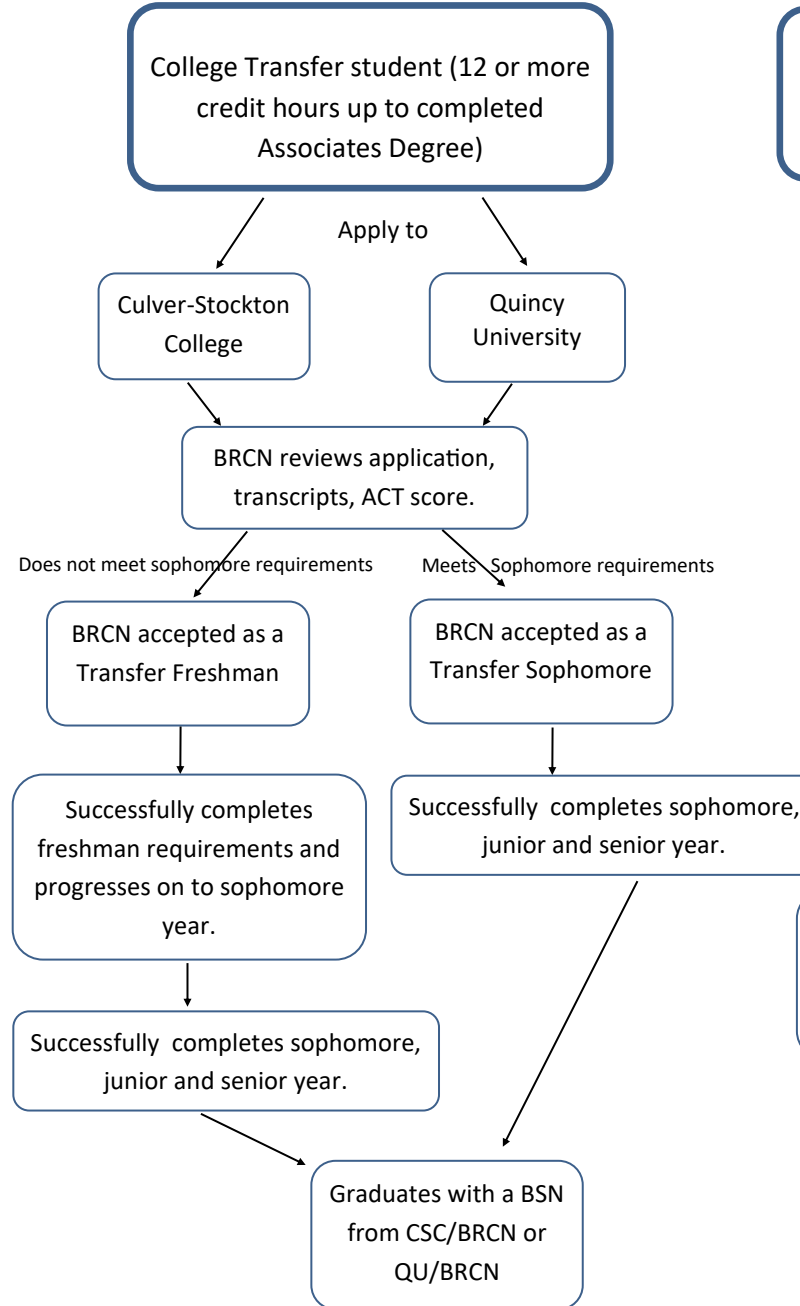 College Transfer student (12 or more
credit hours up to completed
Associates Degree)
Apply to
Culver-Stockton
College
Quincy
University
BRCN reviews application,
transcripts, ACT score.
Does not meet sophomore requirements
Meets Sophomore requirements
BRCN accepted as a
Transfer Freshman
BRCN accepted as a
Transfer Sophomore
Successfully completes
freshman requirements and
progresses on to sophomore
year.
Successfully completes sophomore,
junior and senior year.
Successfully completes sophomore,
junior and senior year.
Graduates with a BSN
from CSC/BRCN or
QU/BRCN